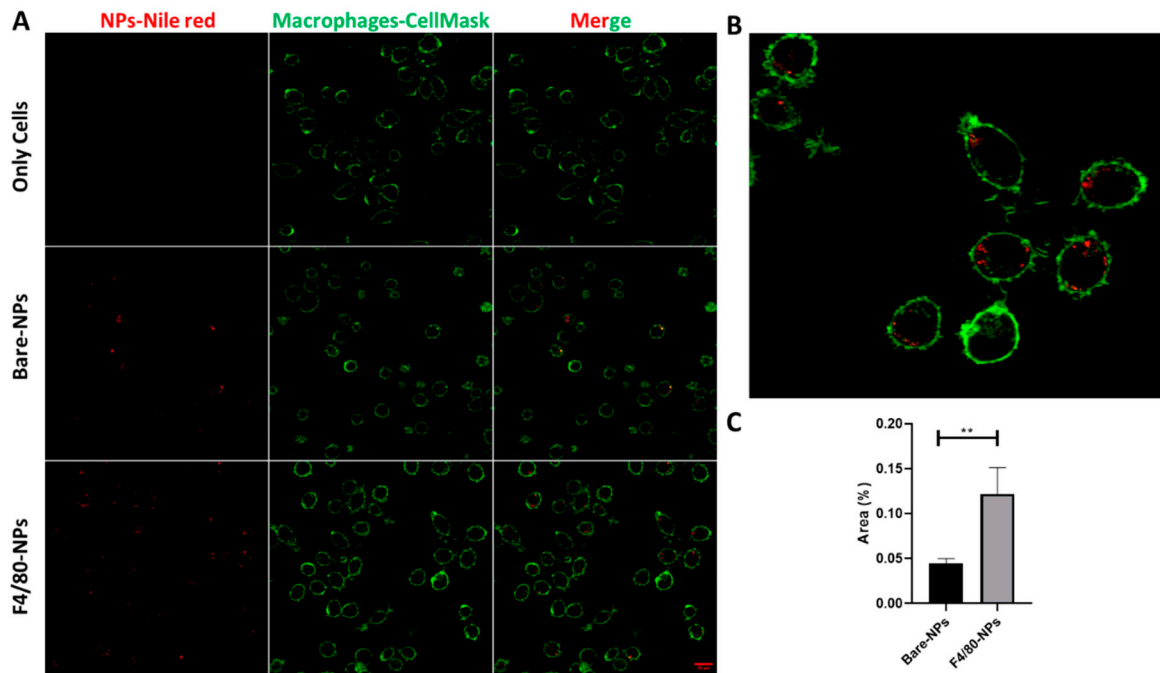 A
NPs-Nile red
Macrophages-CellMask
Merge
Only Cells
Bare-NPs
F4/80-NPs
B
C
**
0.20
0.15
0.10
0.05
0.00
Area (%)
Bare-NPs
F4/80-NPs